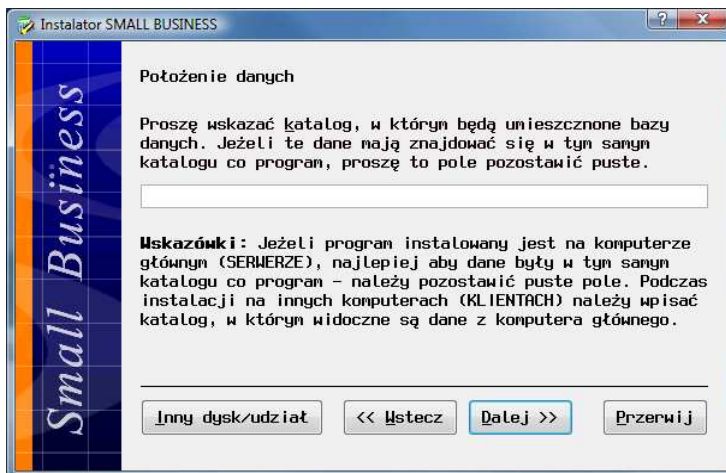 Instalator SMALL BUSINESS
Small Business
Położenie danych
Proszę wskazać katalog, w którym będą umieszcznone bazy
danych. Jeżeli te dane mają znajdować się w tym samym
katalogu co program, proszę to pole pozostawić puste.
Wskazówki: Jeżeli program instalowany jest na komputerze
głównym (SERWERZE), najlepiej aby dane były w tym samym
katalogu co program - należy pozostawić puste pole. Podczas
instalacji na innych komputerach (KLIENTACH) należy wpisać
katalog, w którym widoczne są dane z komputera głównego.
Inny dysk/udział << Wstecz Dalej >> Przerwij